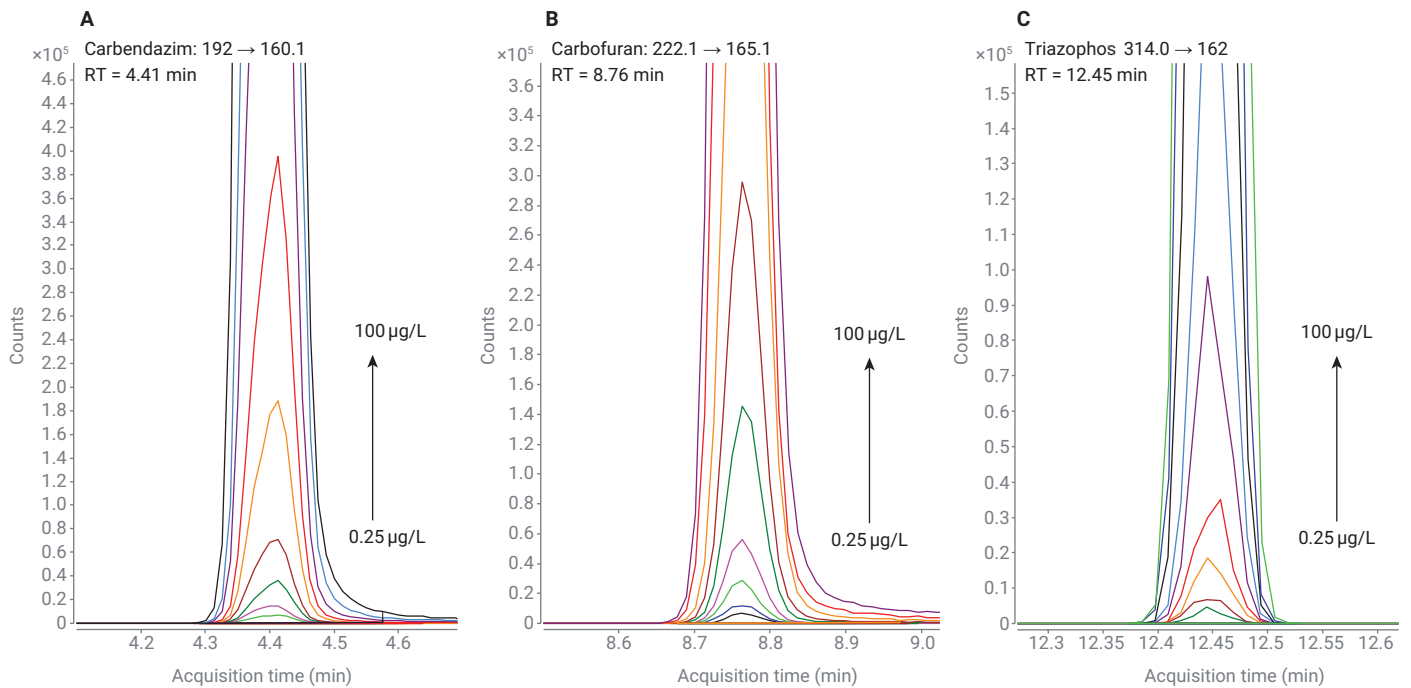 A
Carbendazim: 192 → 160.1
×10⁵
RT = 4.41 min
4.6
4.4
4.2
4.0
3.8
3.6
3.4
3.2
3.0
2.8
2.6
2.4
2.2
2.0
1.8
1.6
1.4
1.2
1.0
0.8
0.6
0.4
0.2
0
Counts
100 µg/L
0.25 µg/L
4.2 4.3 4.4 4.5 4.6
Acquisition time (min)
B
Carbofuran: 222.1 → 165.1
×10⁵
RT = 8.76 min
3.6
3.4
3.2
3.0
2.8
2.6
2.4
2.2
2.0
1.8
1.6
1.4
1.2
1.0
0.8
0.6
0.4
0.2
0
Counts
100 µg/L
0.25 µg/L
8.6 8.7 8.8 8.9 9.0
Acquisition time (min)
C
Triazophos 314.0 → 162
×10⁵
RT = 12.45 min
1.5
1.4
1.3
1.2
1.1
1.0
0.9
0.8
0.7
0.6
0.5
0.4
0.3
0.2
0.1
0
Counts
100 µg/L
0.25 µg/L
12.3 12.35 12.4 12.45 12.5 12.55 12.6
Acquisition time (min)